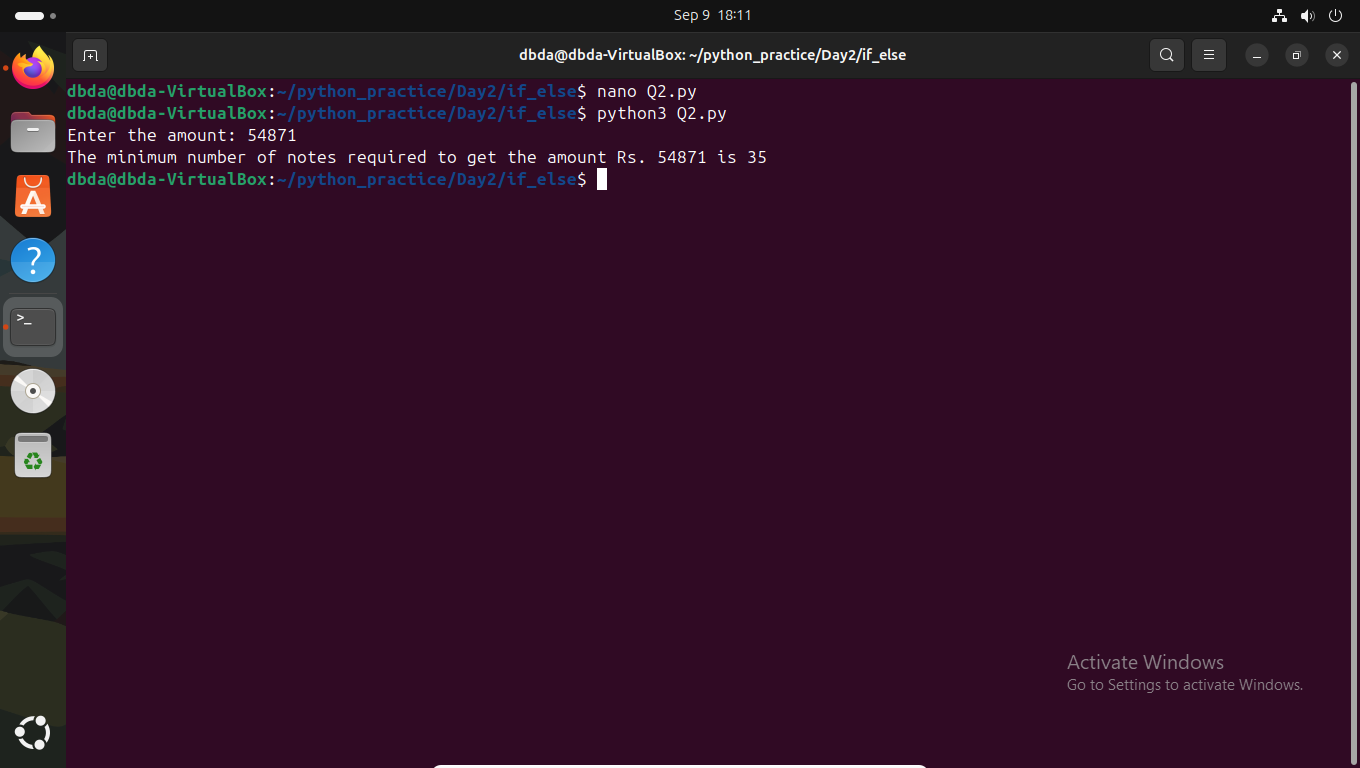 Sep 9 18:11
dbda@dbda-VirtualBox: ~/python_practice/Day2/if_else
dbda@dbda-VirtualBox:~/python_practice/Day2/if_else$ nano Q2.py
dbda@dbda-VirtualBox:~/python_practice/Day2/if_else$ python3 Q2.py
Enter the amount: 54871
The minimum number of notes required to get the amount Rs. 54871 is 35
dbda@dbda-VirtualBox:~/python_practice/Day2/if_else$
Activate Windows
Go to Settings to activate Windows.